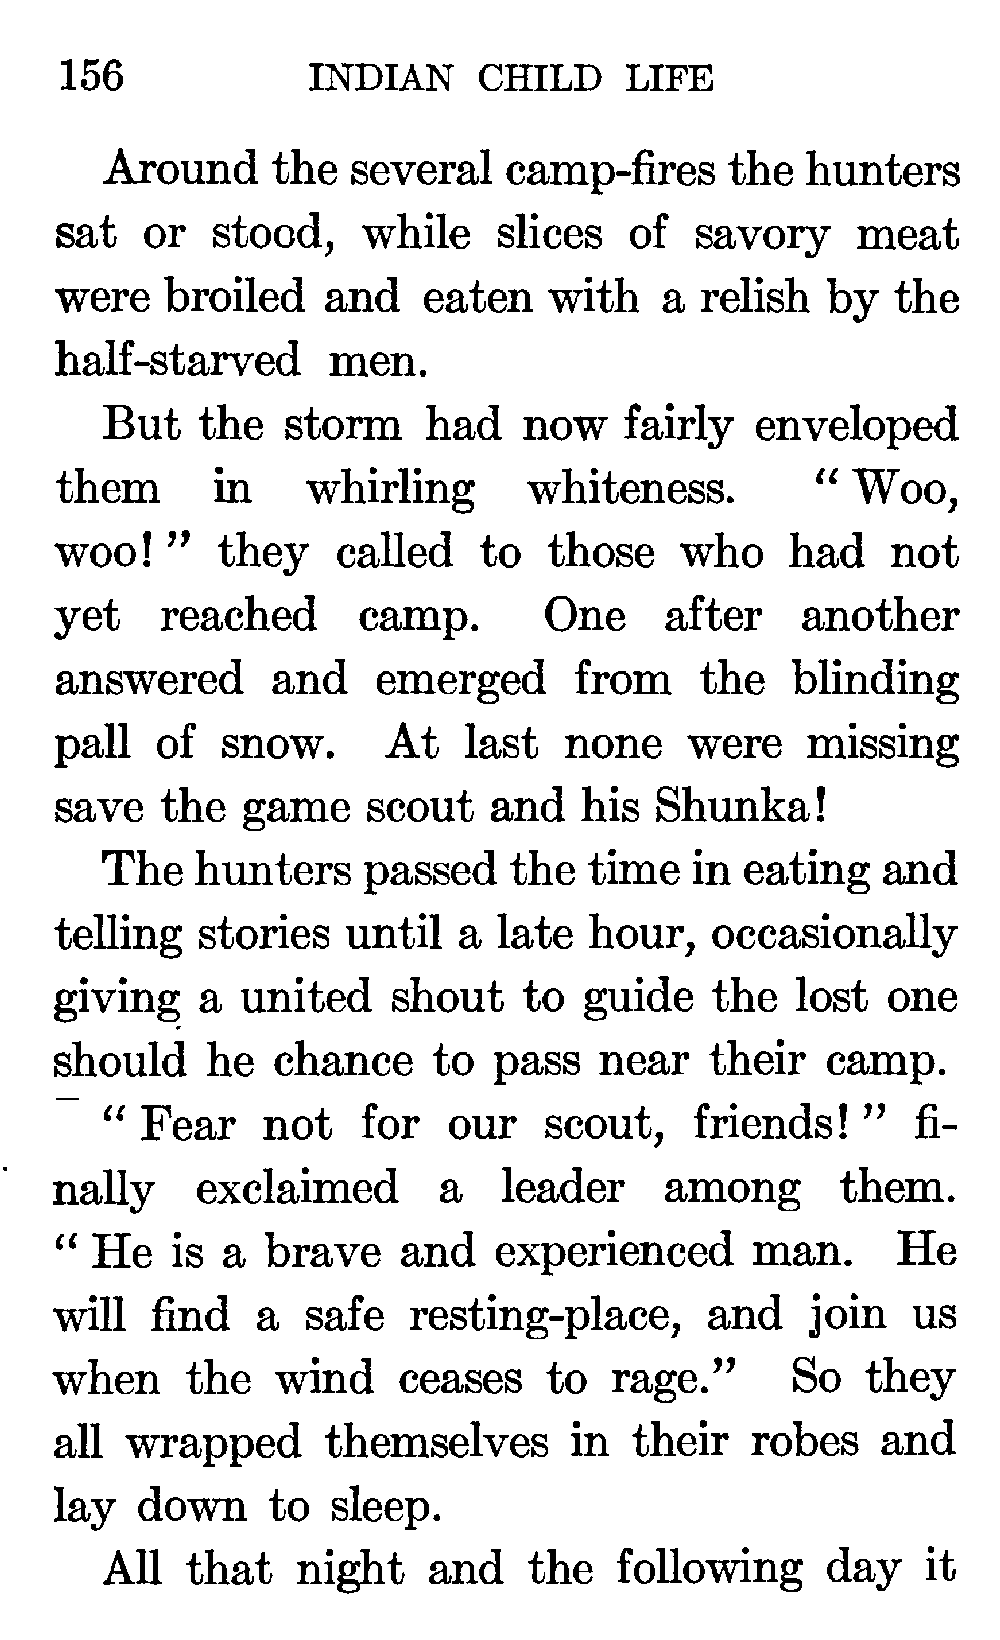 156 INDIAN CHILD LIFE
Around the several camp-fires the hunters
sat or stood, while slices of savory meat
were broiled and eaten with a relish by the
half-starved men.
But the storm had now fairly enveloped
them in whirling whiteness. “ Woo,
woo! ” they called to those who had not
yet reached camp. One after another
answered and emerged from the blinding
pall of snow. At last none were missing
save the game scout and his Shunka!
The hunters passed the time in eating and
telling stories until a late hour, occasionally
giving a united shout to guide the lost one
should he chance to pass near their camp.
“ Fear not for our scout, friends! ” fi-
nally exclaimed a leader among them.
“ He is a brave and experienced man. He
will find a safe resting-place, and join us
when the wind ceases to rage.” So they
all wrapped themselves in their robes and
lay down to sleep.
All that night and the following day it